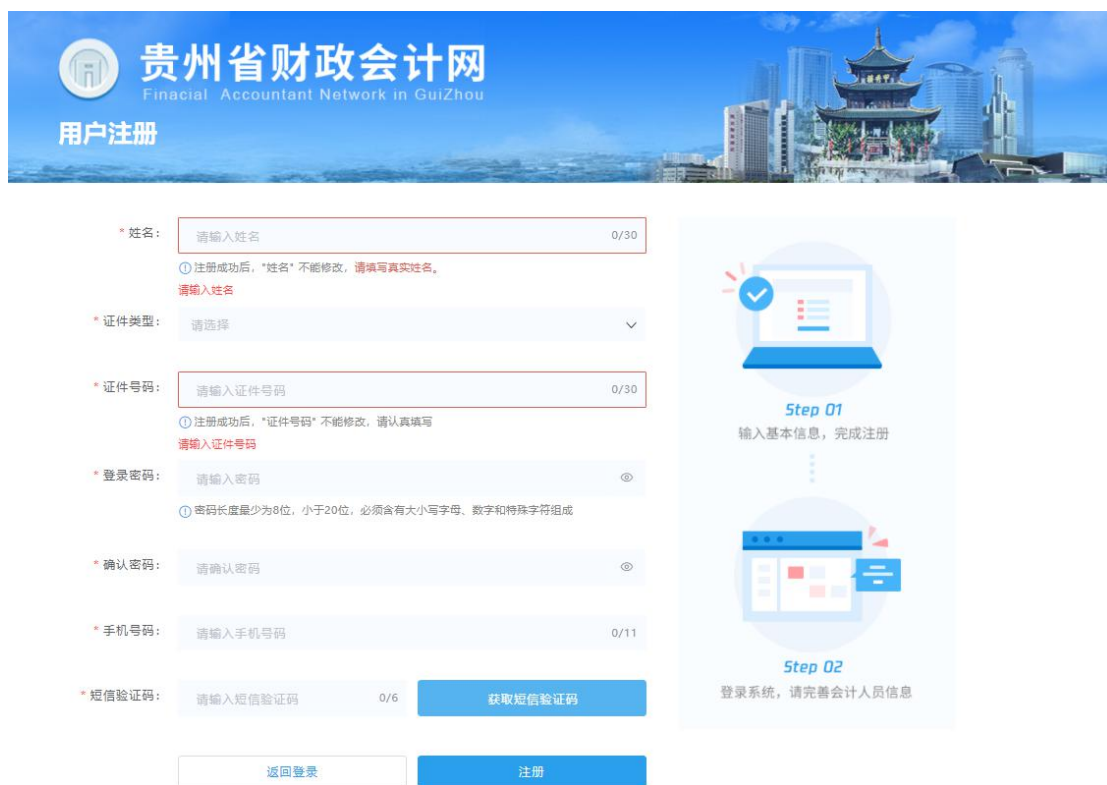 贵州省财政会计网
Finacial Accountant Network in GuiZhou
用户注册
* 姓名：
请输入姓名
0/30
注册成功后，"姓名" 不能修改，请填写真实姓名。
请输入姓名
* 证件类型：
请选择
* 证件号码：
请输入证件号码
0/30
注册成功后，"证件号码" 不能修改，请认真填写
请输入证件号码
* 登录密码：
请输入密码
密码长度最少为8位，小于20位，必须含有大小写字母、数字和特殊字符组成
* 确认密码：
请确认密码
* 手机号码：
请输入手机号码
0/11
* 短信验证码：
请输入短信验证码
0/6
获取短信验证码
返回登录
注册
Step 01
输入基本信息，完成注册
Step 02
登录系统，请完善会计人员信息